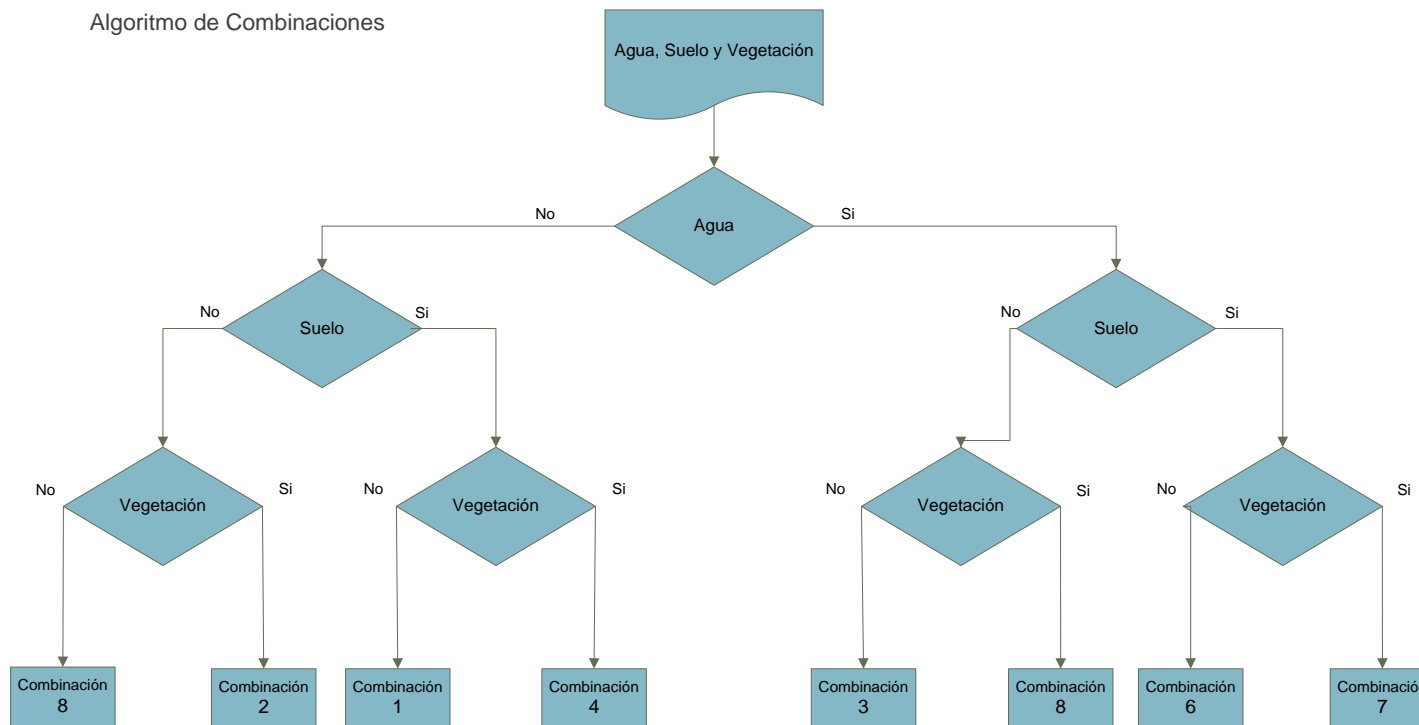 Algoritmo de Combinaciones
Agua, Suelo y Vegetación
No
Agua
Si
No
Suelo
Si
No
Suelo
Si
No
Vegetación
Si
No
Vegetación
Si
No
Vegetación
Si
No
Vegetación
Si
Combinación
8
Combinación
2
Combinación
1
Combinación
4
Combinación
3
Combinación
8
Combinación
6
Combinación
7